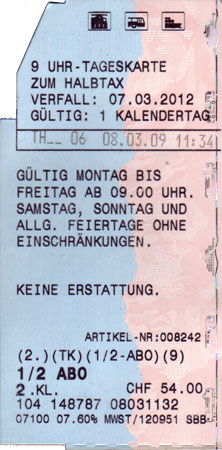 9 UHR-TAGESKARTE
ZUM HALBTAX
VERFALL: 07.03.2012
GÜLTIG: 1 KALENDERTAG
TH__ 06 08.03.09 11:34
GÜLTIG MONTAG BIS
FREITAG AB 09.00 UHR.
SAMSTAG, SONNTAG UND
ALLG. FEIERTAGE OHNE
EINSCHRÄNKUNGEN.
KEINE ERSTATTUNG.
ARTIKEL-NR:008242
(2.)(TK)(1/2-ABO)(9)
1/2 ABO
2.KL. CHF 54.00
104 148787 08031132
07100 07.60% MWST/120951 SBB